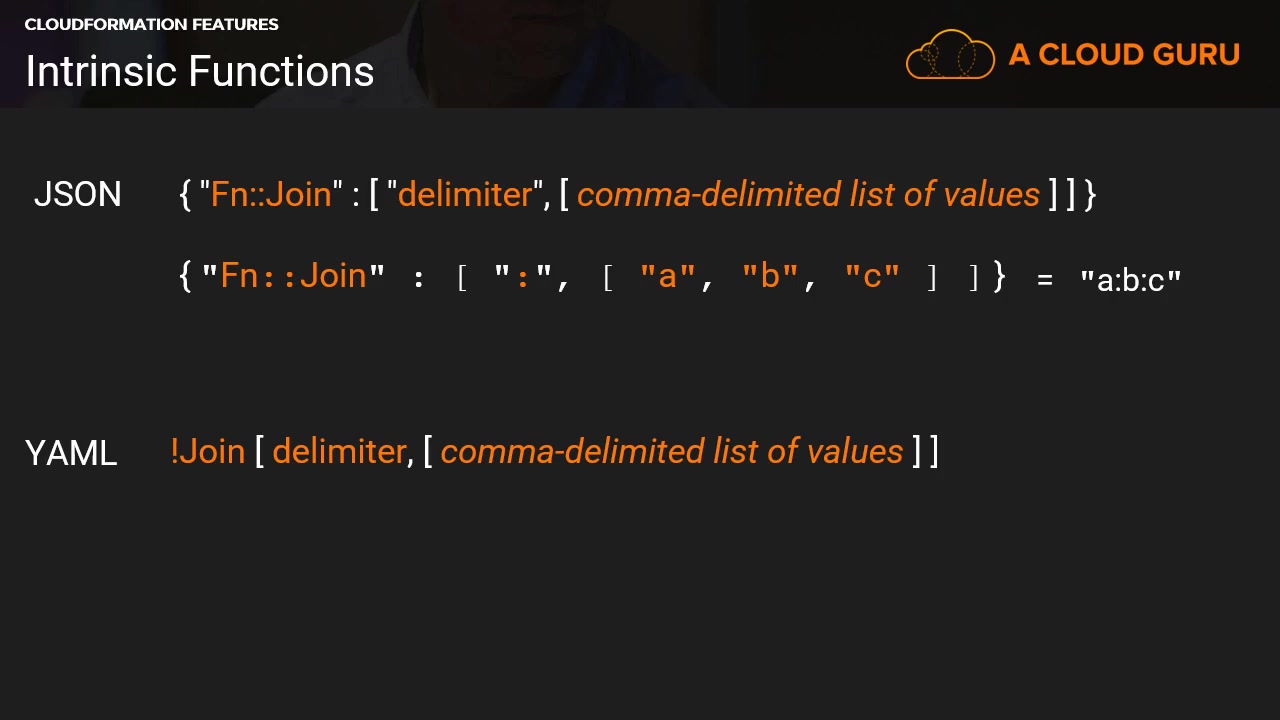 CLOUDFORMATION FEATURES
Intrinsic Functions
A CLOUD GURU
JSON { "Fn::Join" : [ "delimiter", [ comma-delimited list of values ] ] }
{ "Fn::Join" : [ ":", [ "a", "b", "c" ] ] } = "a:b:c"
YAML !Join [ delimiter, [ comma-delimited list of values ] ]